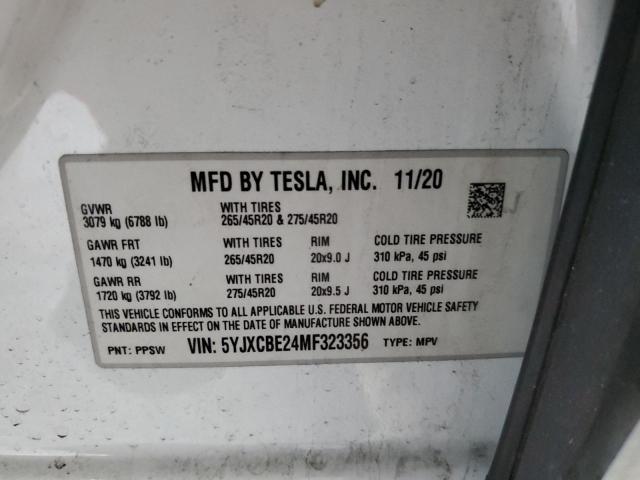 MFD BY TESLA, INC. 11/20
GVWR WITH TIRES
3079 kg (6788 lb) 265/45R20 & 275/45R20
GAWR FRT WITH TIRES RIM COLD TIRE PRESSURE
1470 kg (3241 lb) 265/45R20 20x9.0 J 310 kPa, 45 psi
GAWR RR WITH TIRES RIM COLD TIRE PRESSURE
1720 kg (3792 lb) 275/45R20 20x9.5 J 310 kPa, 45 psi
THIS VEHICLE CONFORMS TO ALL APPLICABLE U.S. FEDERAL MOTOR VEHICLE SAFETY
STANDARDS IN EFFECT ON THE DATE OF MANUFACTURE SHOWN ABOVE.
PNT: PPSW VIN: 5YJXCBE24MF323356 TYPE: MPV